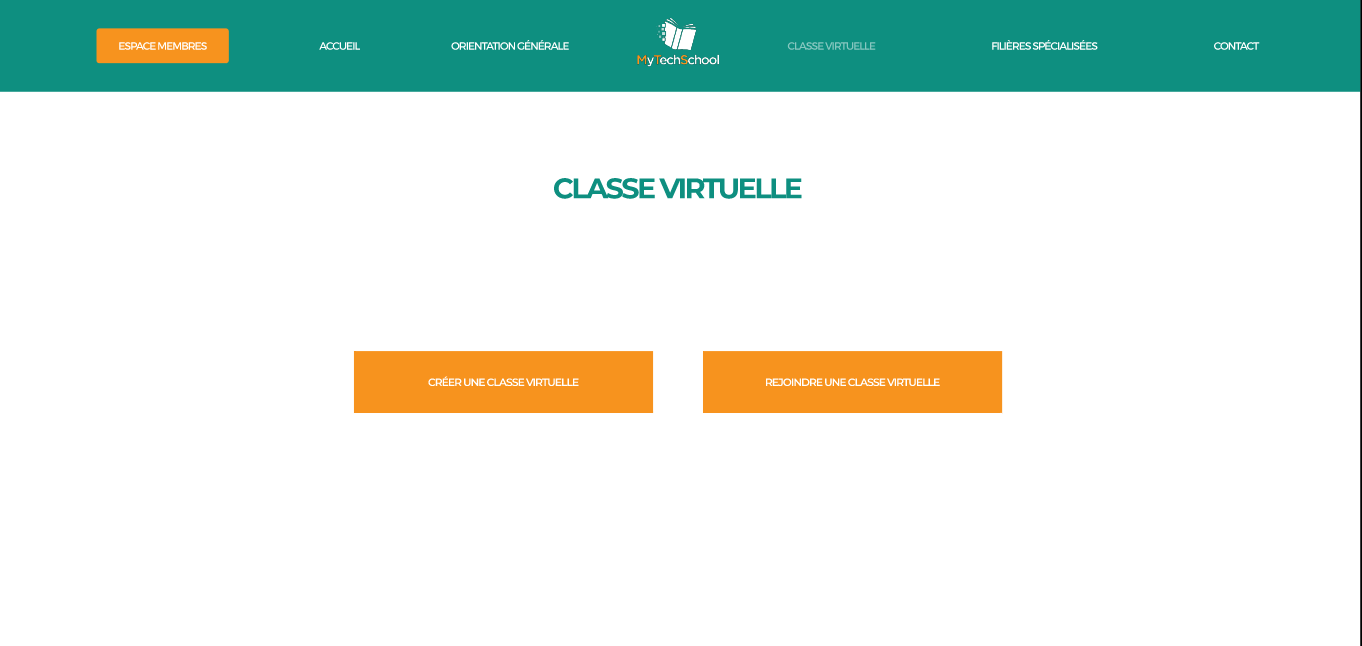 ESPACE MEMBRES
ACCUEIL
ORIENTATION GÉNÉRALE
MyTechSchool
CLASSE VIRTUELLE
FILIÈRES SPÉCIALISÉES
CONTACT
CLASSE VIRTUELLE
CRÉER UNE CLASSE VIRTUELLE
REJOINDRE UNE CLASSE VIRTUELLE